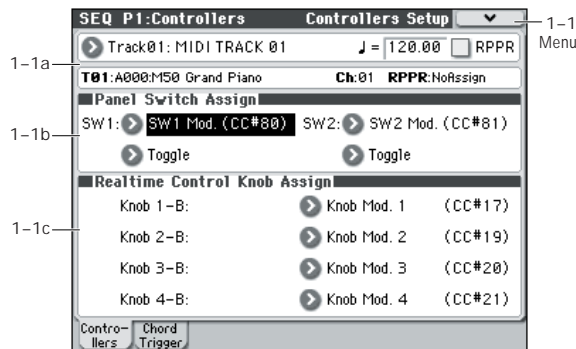 SEQ P1:Controllers Controllers Setup
1–1
Menu
Track01: MIDI TRACK 01 ♩= 120.00 RPPR
1–1a
T01:A000:M50 Grand Piano Ch:01 RPPR:NoAssign
Panel Switch Assign
1–1b
SW1: SW1 Mod. (CC#80) SW2: SW2 Mod. (CC#81)
Toggle Toggle
Realtime Control Knob Assign
Knob 1-B: Knob Mod. 1 (CC#17)
1–1c
Knob 2-B: Knob Mod. 2 (CC#19)
Knob 3-B: Knob Mod. 3 (CC#20)
Knob 4-B: Knob Mod. 4 (CC#21)
Contro-
llers
Chord
Trigger